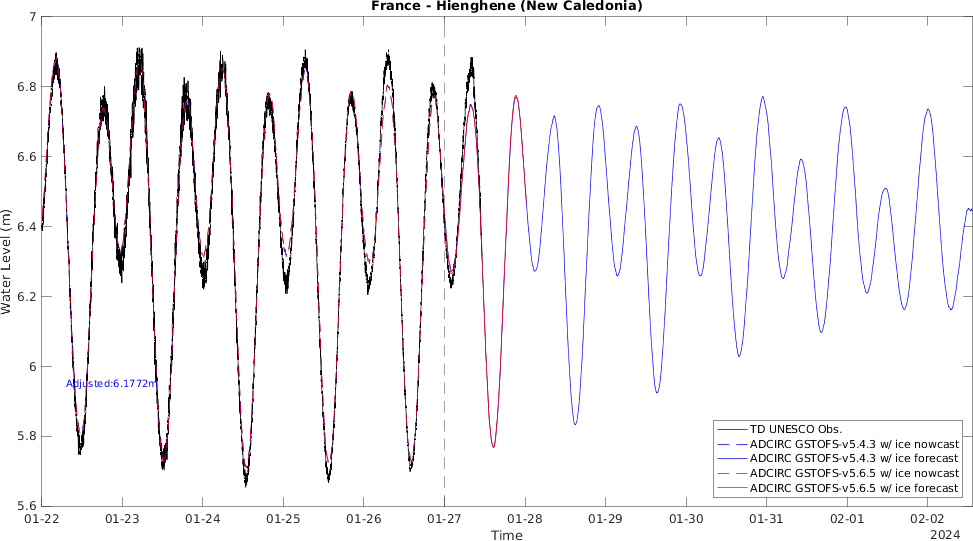 France - Hienghene (New Caledonia)
7
6.8
6.6
6.4
6.2
6
5.8
5.6
Water Level (m)
Adjusted:6.1772m
TD UNESCO Obs.
ADCIRC GSTOFS-v5.4.3 w/ ice nowcast
ADCIRC GSTOFS-v5.4.3 w/ ice forecast
ADCIRC GSTOFS-v5.6.5 w/ ice nowcast
ADCIRC GSTOFS-v5.6.5 w/ ice forecast
01-22 01-23 01-24 01-25 01-26 01-27 01-28 01-29 01-30 01-31 02-01 02-02
Time
2024